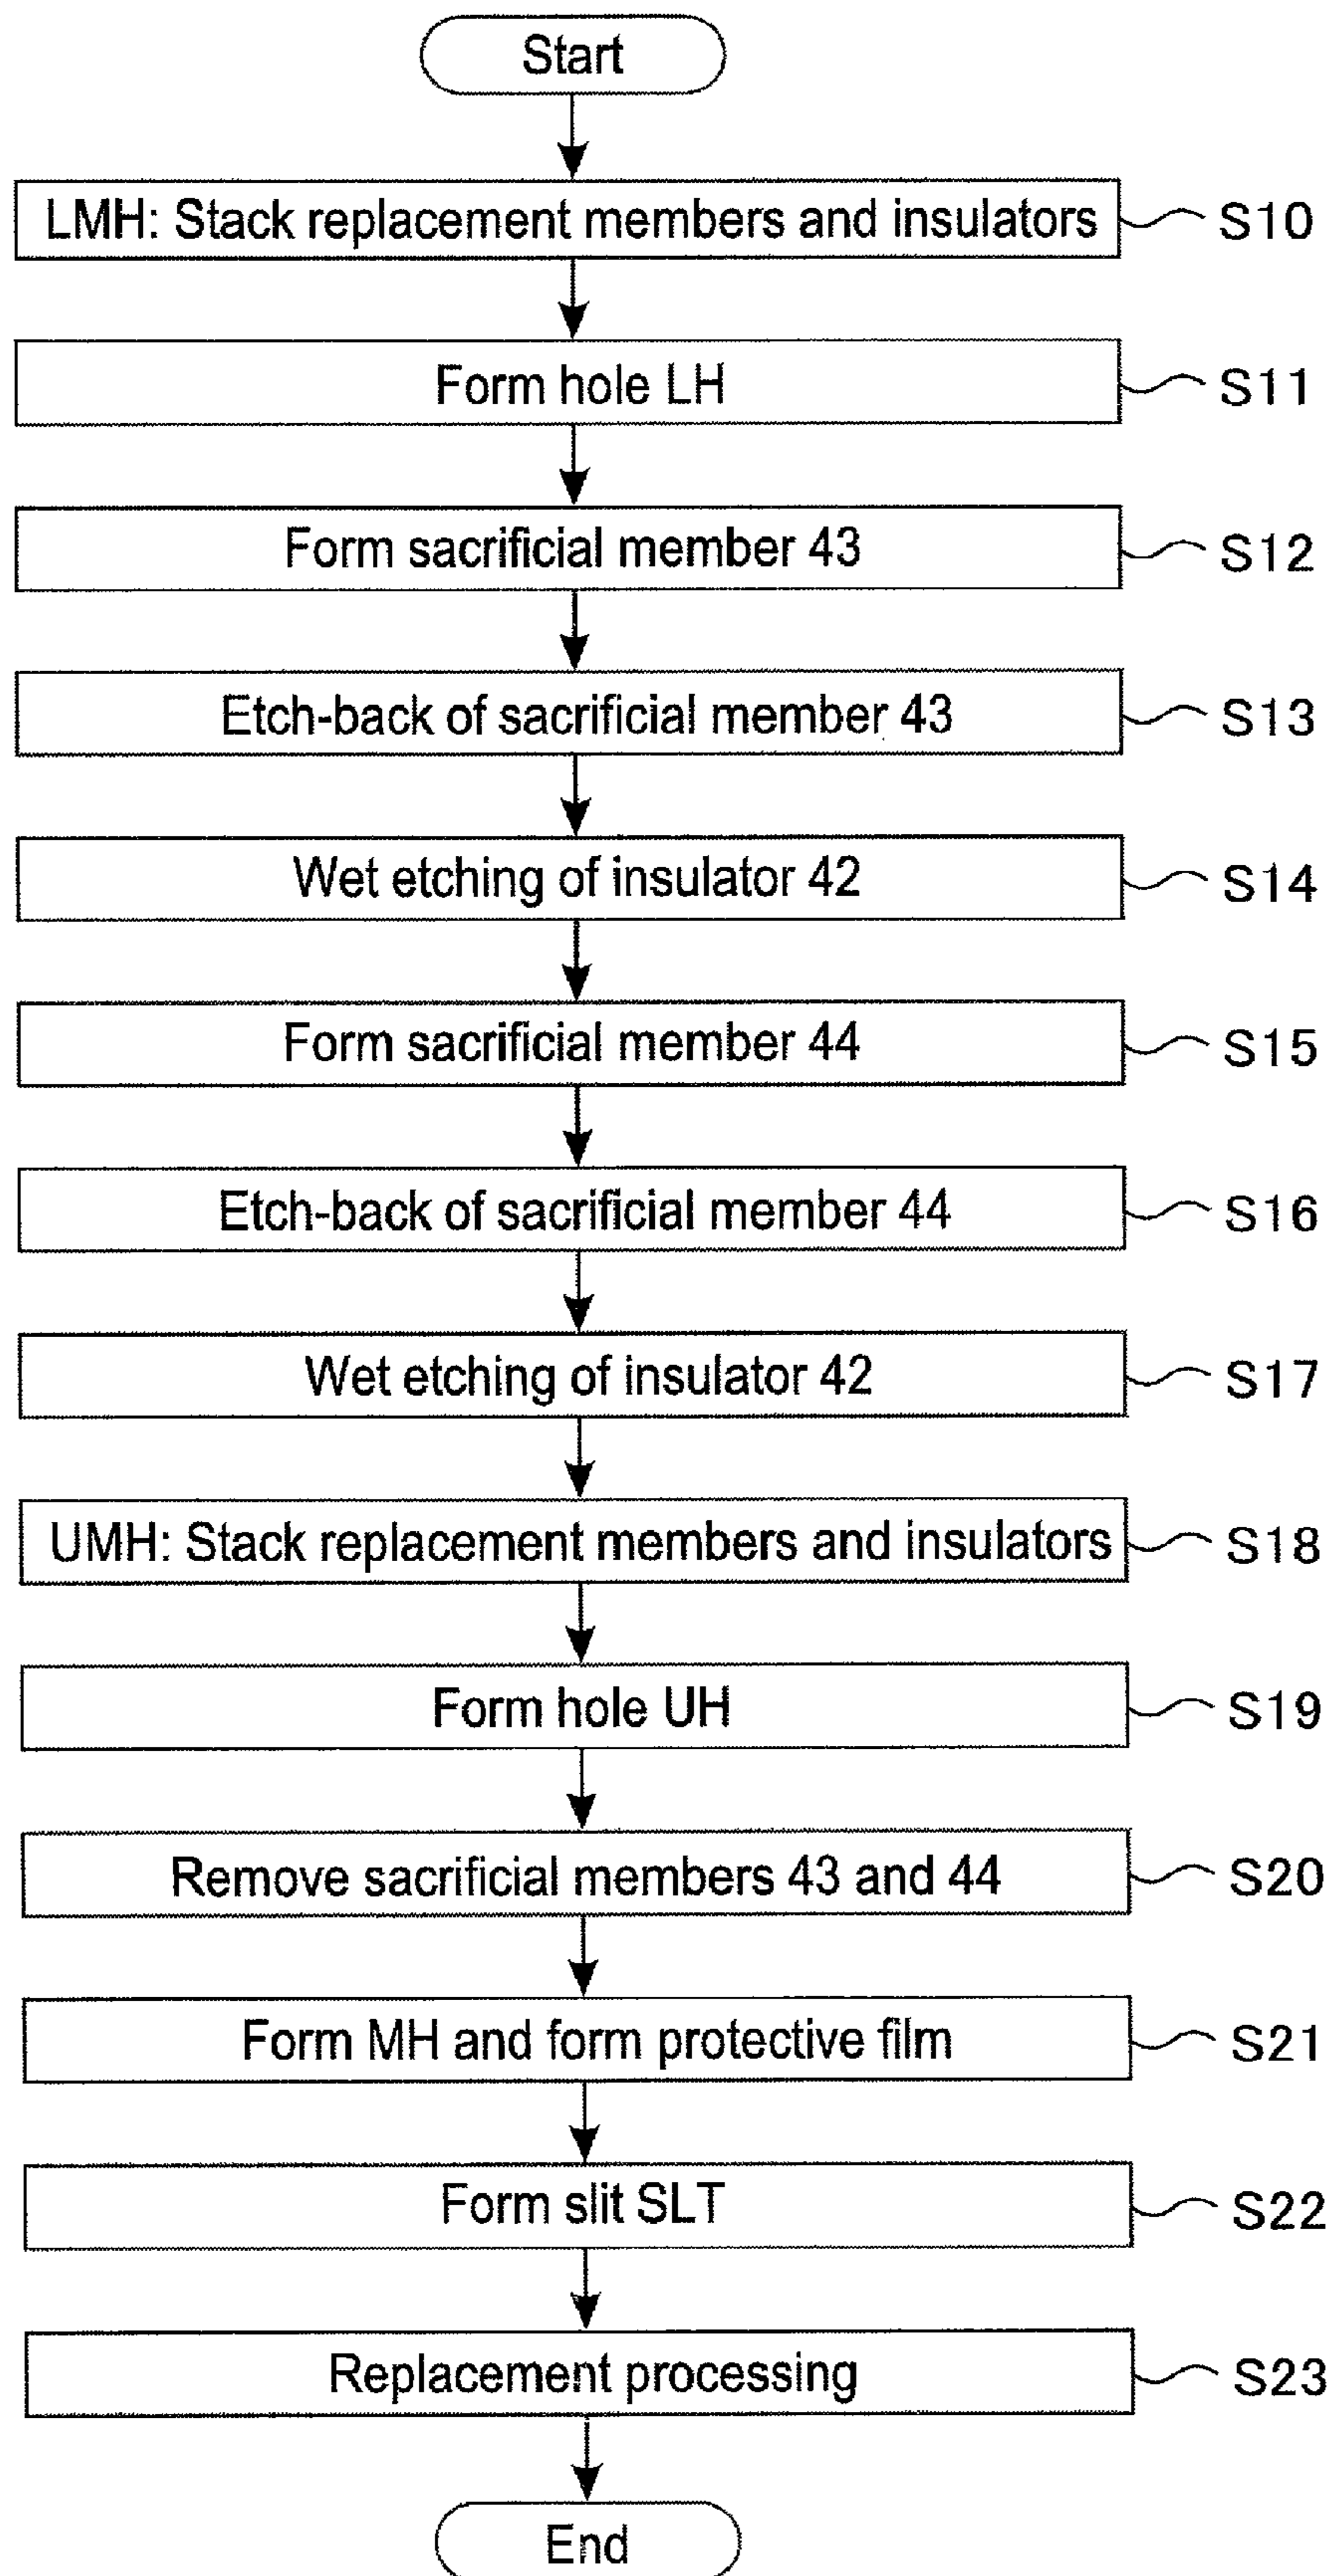 Start
LMH: Stack replacement members and insulators S10
Form hole LH S11
Form sacrificial member 43 S12
Etch-back of sacrificial member 43 S13
Wet etching of insulator 42 S14
Form sacrificial member 44 S15
Etch-back of sacrificial member 44 S16
Wet etching of insulator 42 S17
UMH: Stack replacement members and insulators S18
Form hole UH S19
Remove sacrificial members 43 and 44 S20
Form MH and form protective film S21
Form slit SLT S22
Replacement processing S23
End